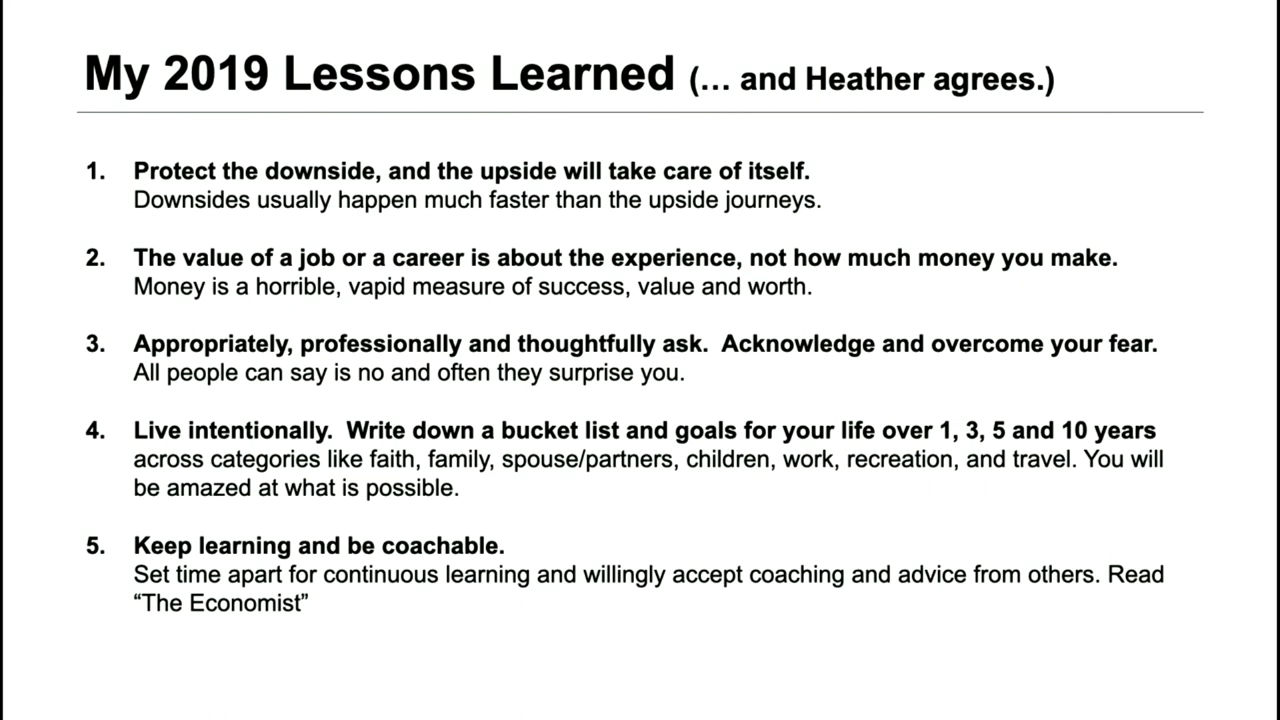 My 2019 Lessons Learned (... and Heather agrees.)
1. Protect the downside, and the upside will take care of itself.
Downsides usually happen much faster than the upside journeys.
2. The value of a job or a career is about the experience, not how much money you make.
Money is a horrible, vapid measure of success, value and worth.
3. Appropriately, professionally and thoughtfully ask.  Acknowledge and overcome your fear.
All people can say is no and often they surprise you.
4. Live intentionally.  Write down a bucket list and goals for your life over 1, 3, 5 and 10 years
across categories like faith, family, spouse/partners, children, work, recreation, and travel. You will
be amazed at what is possible.
5. Keep learning and be coachable.
Set time apart for continuous learning and willingly accept coaching and advice from others. Read
“The Economist”